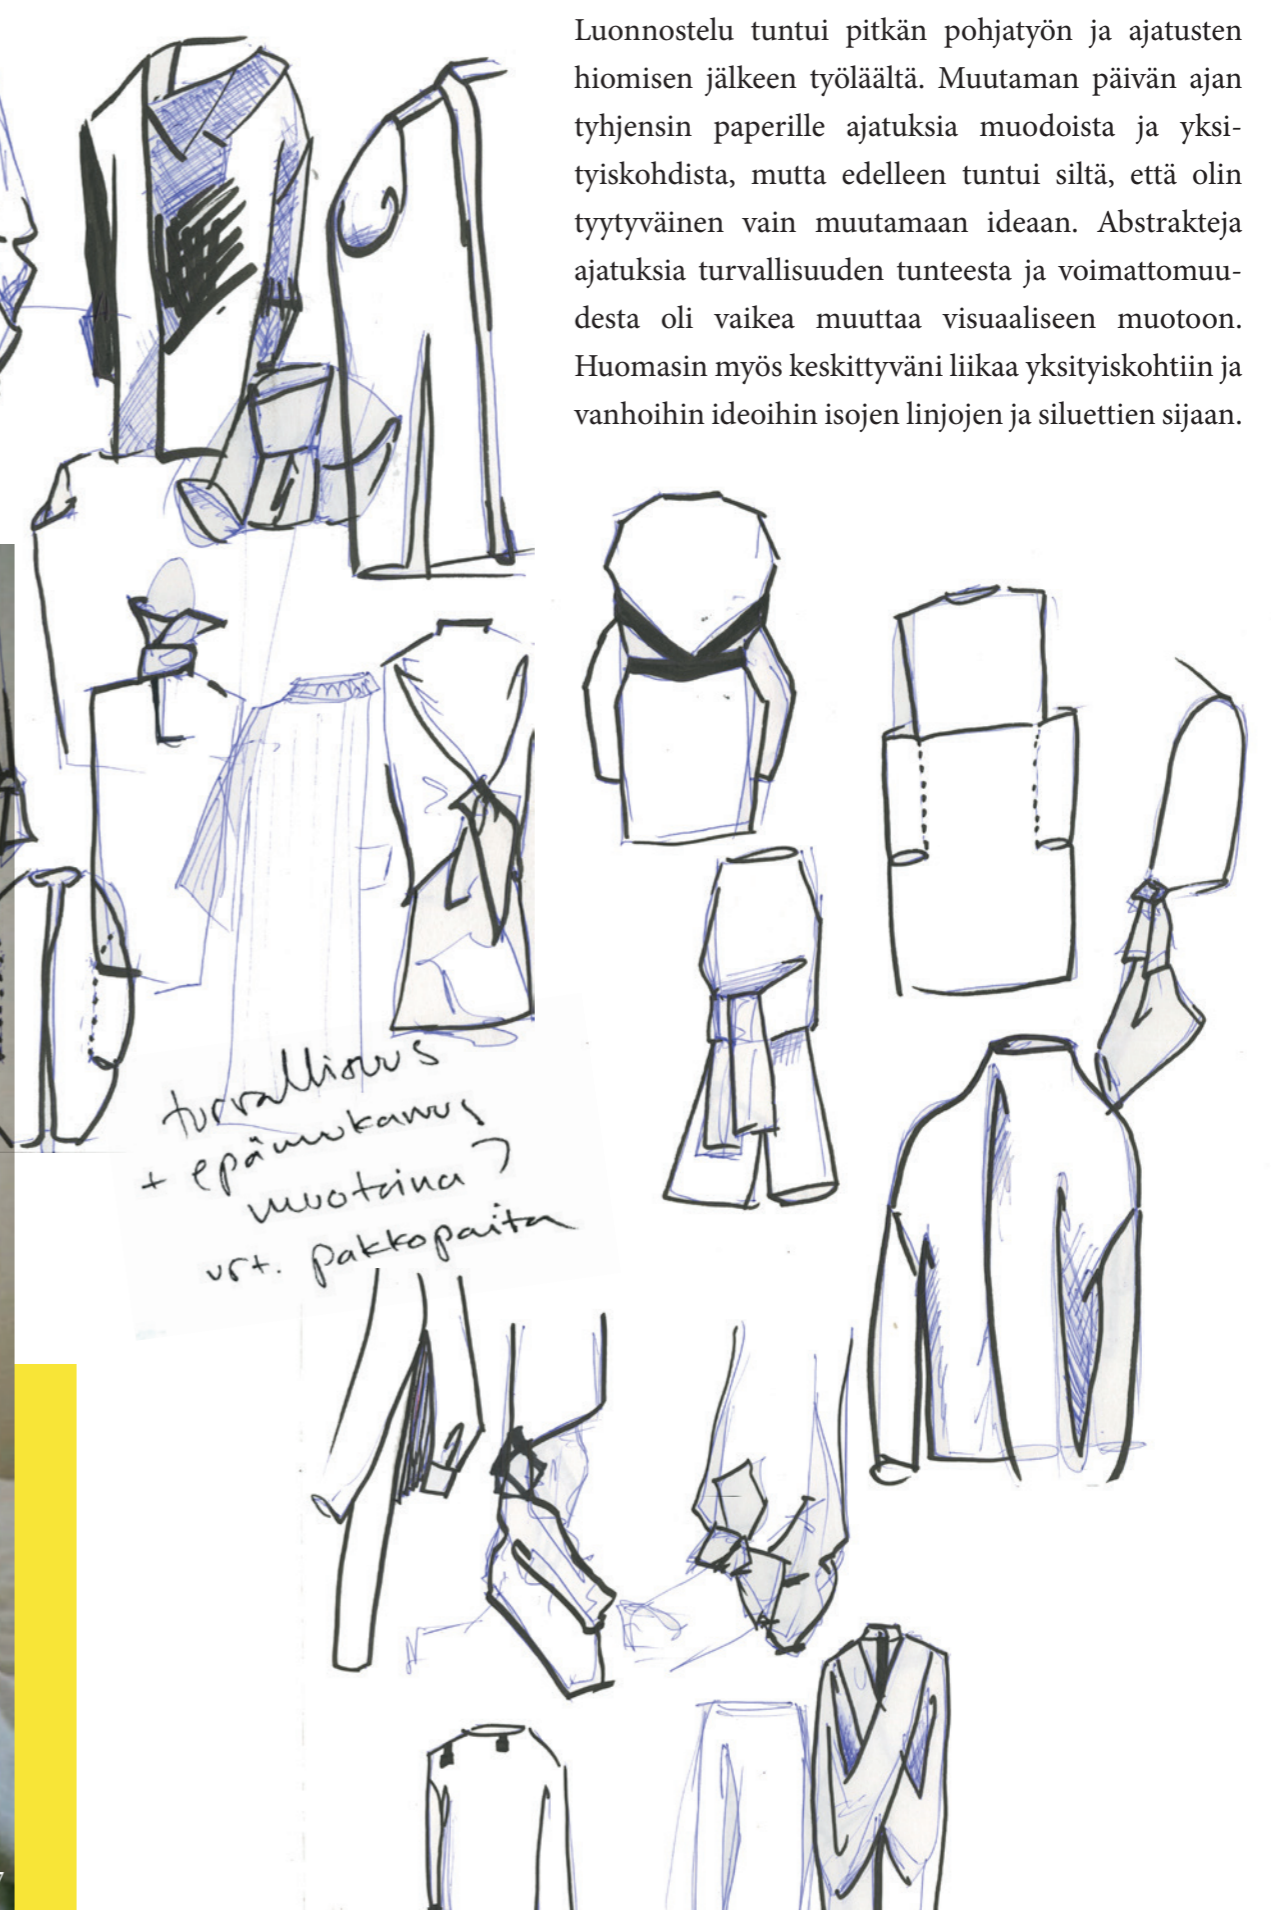 Luonnostelu tuntui pitkän pohjatyön ja ajatusten
hiomisen jälkeen työläältä. Muutaman päivän ajan
tyhjensin paperille ajatuksia muodoista ja yksi-
tyiskohdista, mutta edelleen tuntui siltä, että olin
tyytyväinen vain muutamaan ideaan. Abstrakteja
ajatuksia turvallisuuden tunteesta ja voimattomuu-
desta oli vaikea muuttaa visuaaliseen muotoon.
Huomasin myös keskittyväni liikaa yksityiskohtiin ja
vanhoihin ideoihin isojen linjojen ja siluettien sijaan.
turvallisuus
+ epämukavuus
muotoina?
vrt. pakkopaita